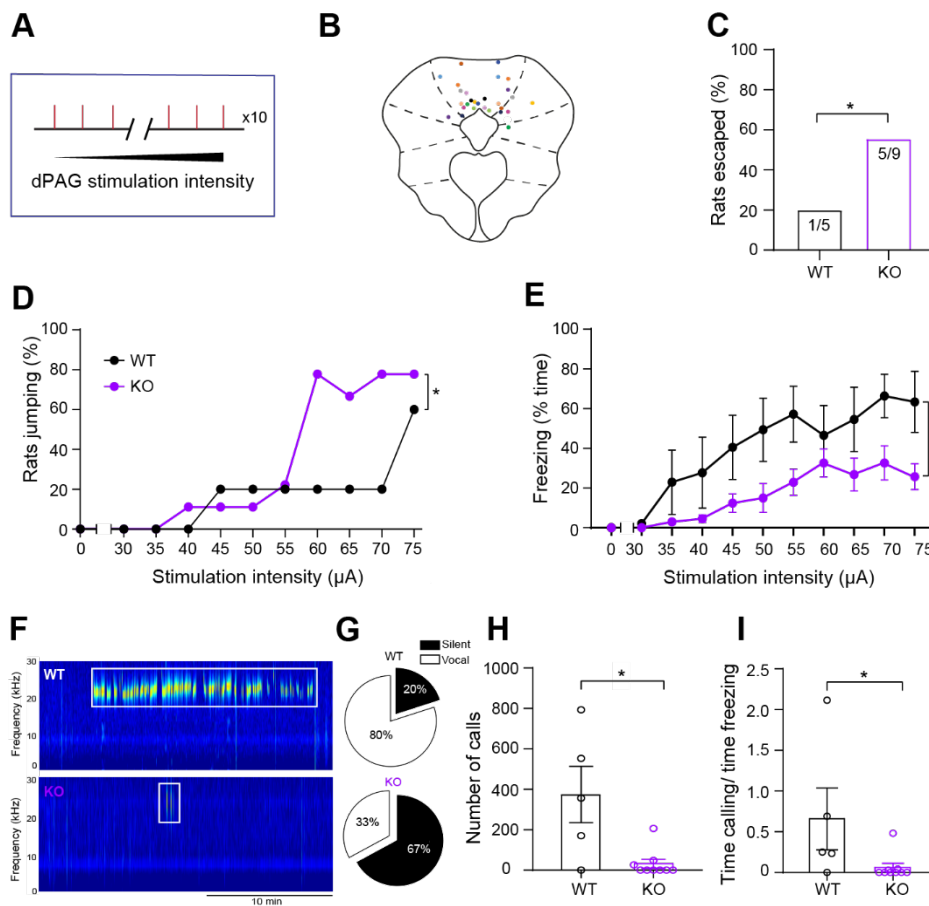 A
x10
dPAG stimulation intensity
B
C
Rats escaped (%)
100
80
60
40
20
0
*
1/5
5/9
WT
KO
D
Rats jumping (%)
100
80
60
40
20
0
WT
KO
*
0 30 35 40 45 50 55 60 65 70 75
Stimulation intensity (µA)
E
Freezing (% time)
100
80
60
40
20
0
0 30 35 40 45 50 55 60 65 70 75
Stimulation intensity (µA)
F
Frequency (kHz)
30
20
10
0
WT
Frequency (kHz)
30
20
10
0
KO
10 min
G
Silent
Vocal
WT
20%
80%
KO
33%
67%
H
Number of calls
1000
800
600
400
200
0
*
WT
KO
I
Time calling/ time freezing
2.5
2.0
1.5
1.0
0.5
0.0
*
WT
KO